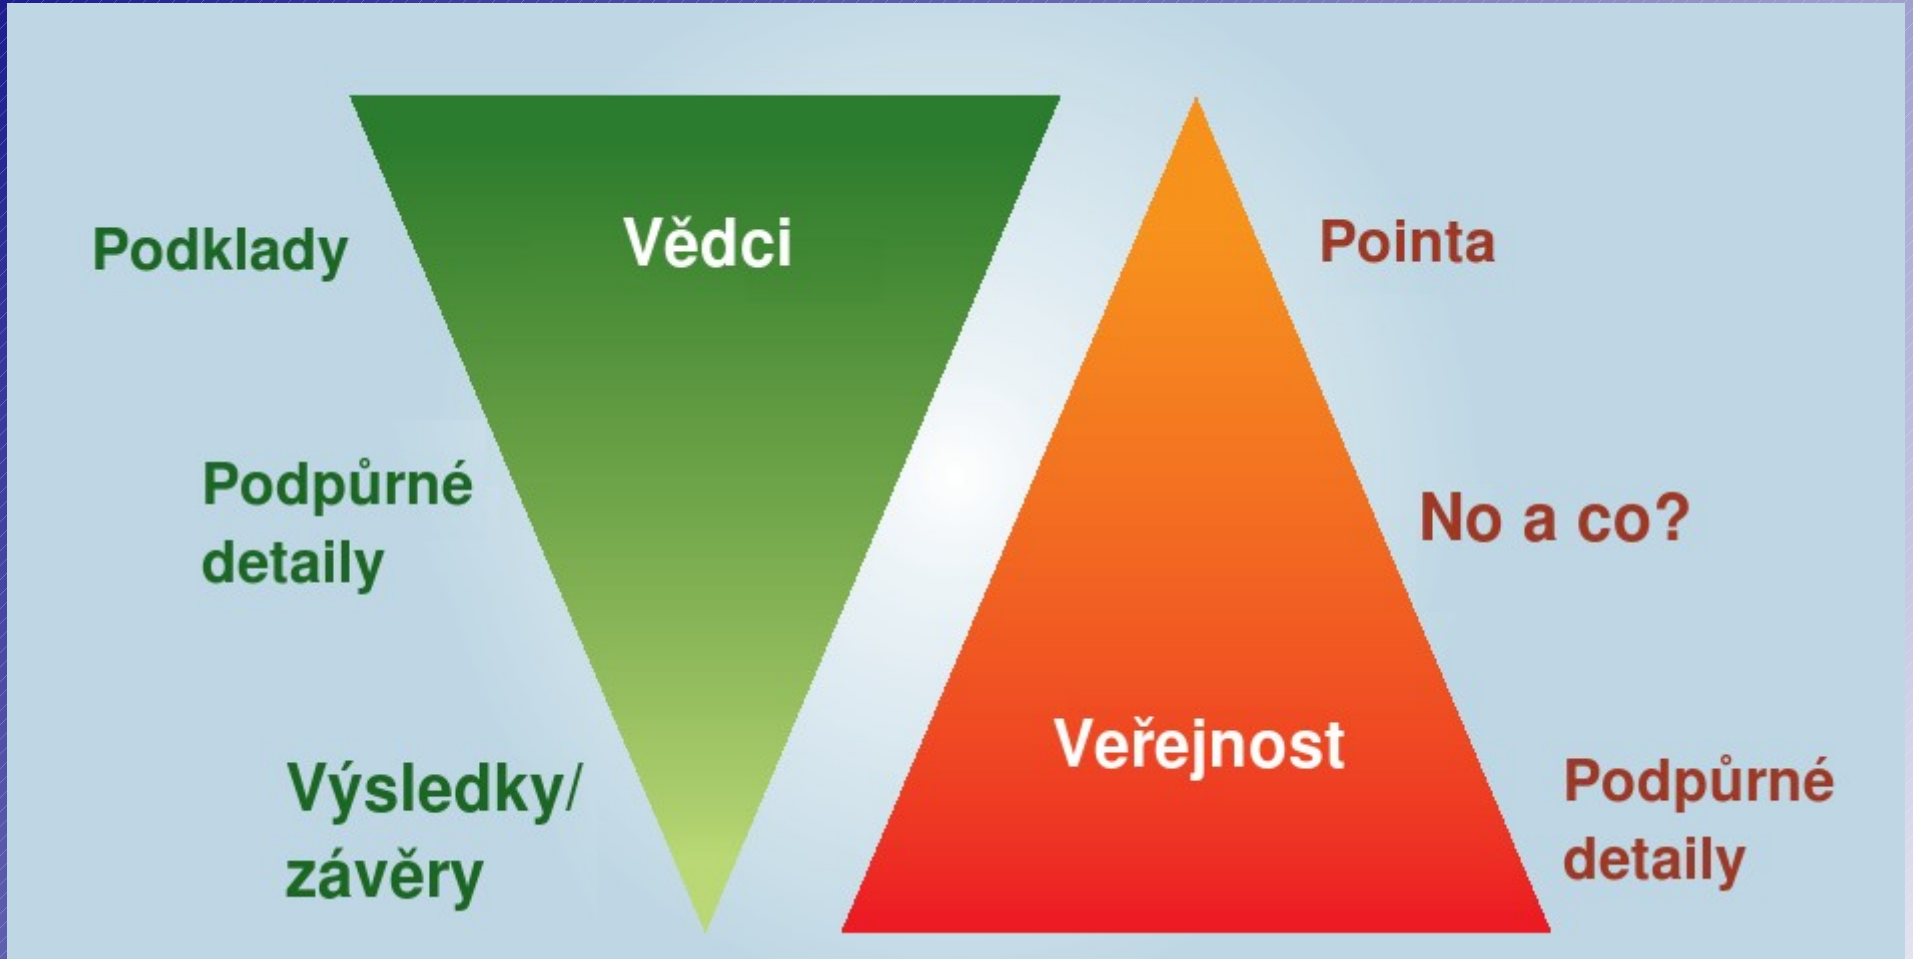 Podklady
Vědci
Podpůrné
detaily
Výsledky/
závěry
Pointa
No a co?
Veřejnost
Podpůrné
detaily